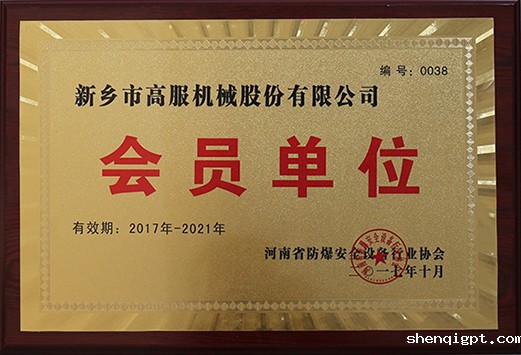 编 号：0038
新乡市高服机械股份有限公司
会员单位
有效期：2017年-2021年
河南省防爆安全设备行业协会
二〇一七年十月
shenqigpt.com